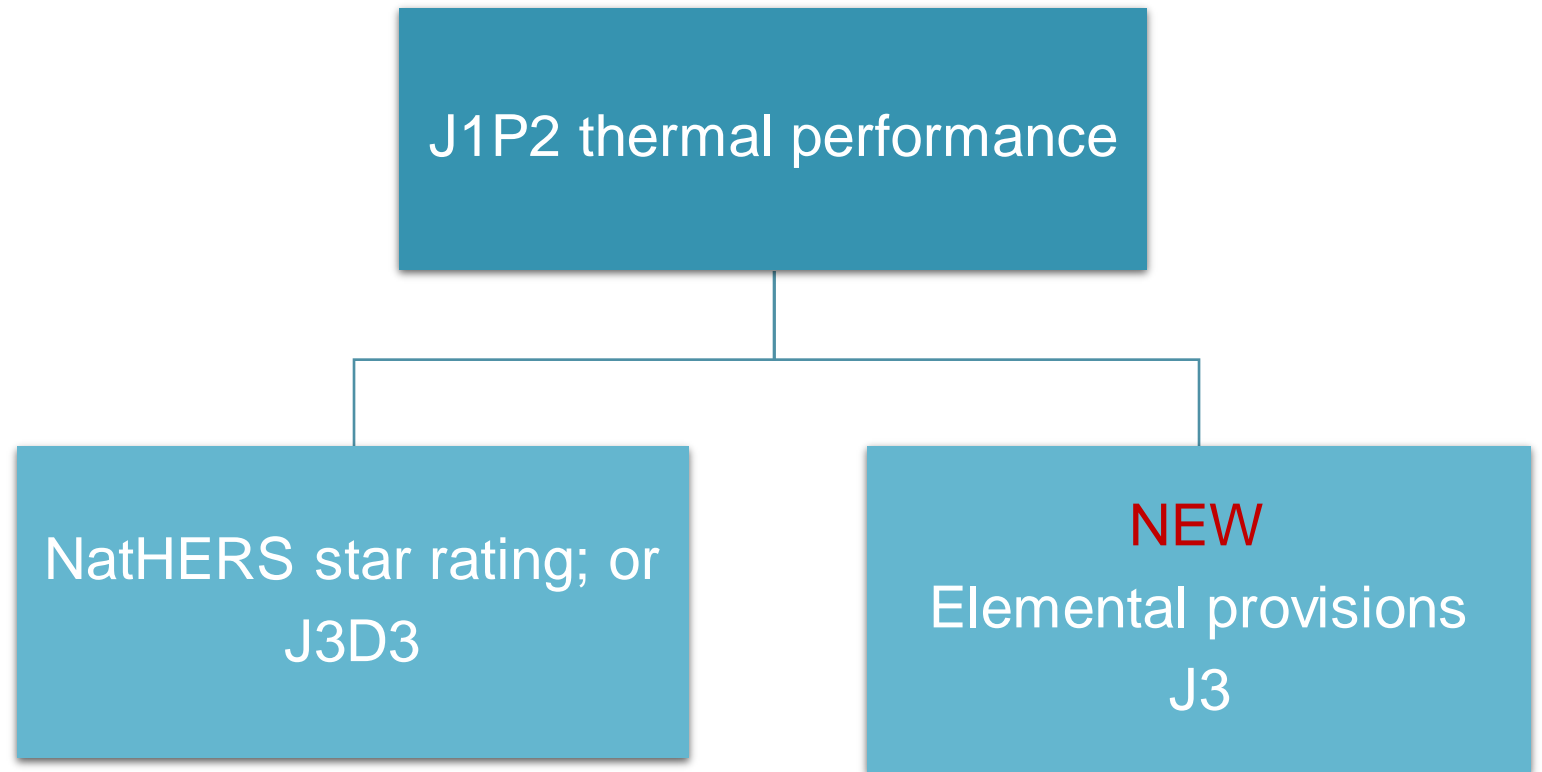 J1P2 thermal performance
NatHERS star rating; or
J3D3
NEW
Elemental provisions
J3